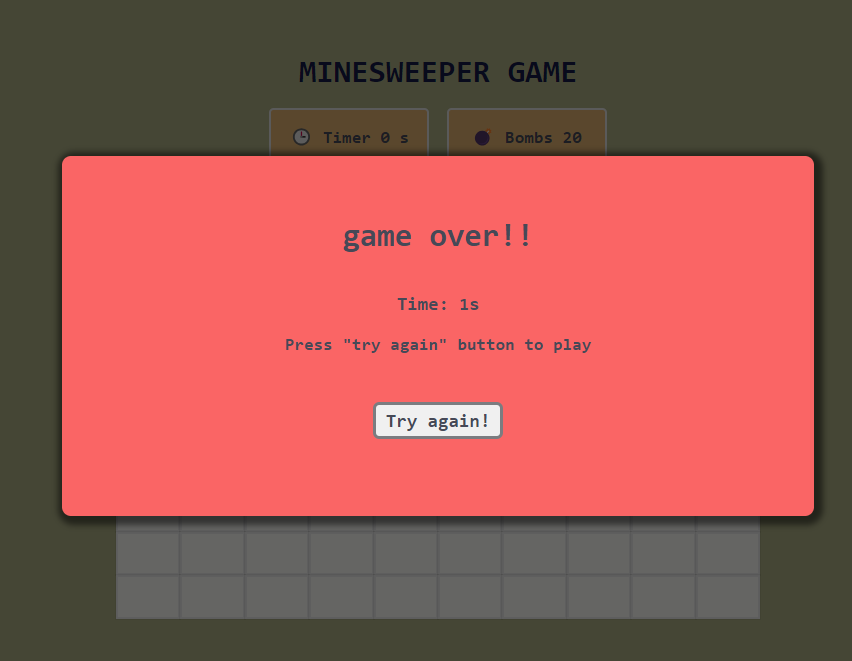 MINESWEEPER GAME
Timer 0 s
Bombs 20
game over!!
Time: 1s
Press "try again" button to play
Try again!